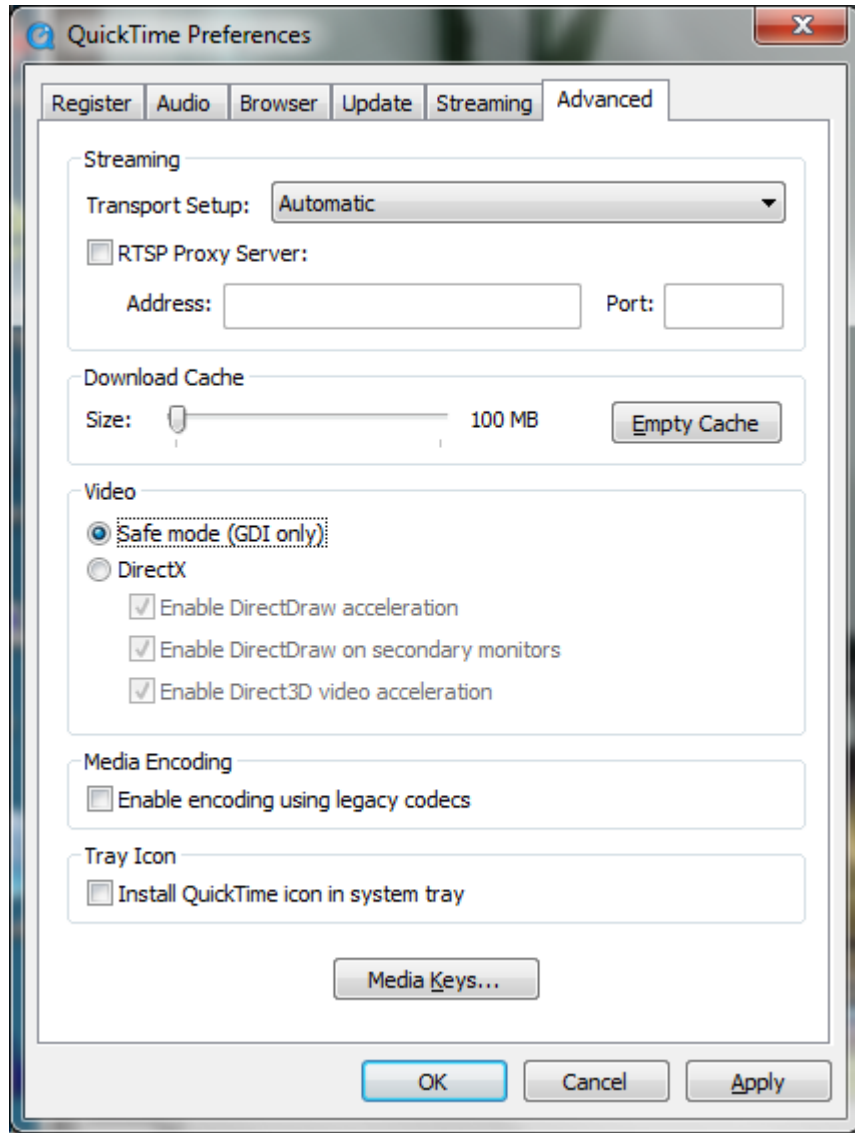 QuickTime Preferences
Register Audio Browser Update Streaming Advanced
Streaming
Transport Setup: Automatic
RTSP Proxy Server:
Address: Port:
Download Cache
Size: 100 MB Empty Cache
Video
Safe mode (GDI only)
DirectX
Enable DirectDraw acceleration
Enable DirectDraw on secondary monitors
Enable Direct3D video acceleration
Media Encoding
Enable encoding using legacy codecs
Tray Icon
Install QuickTime icon in system tray
Media Keys...
OK Cancel Apply